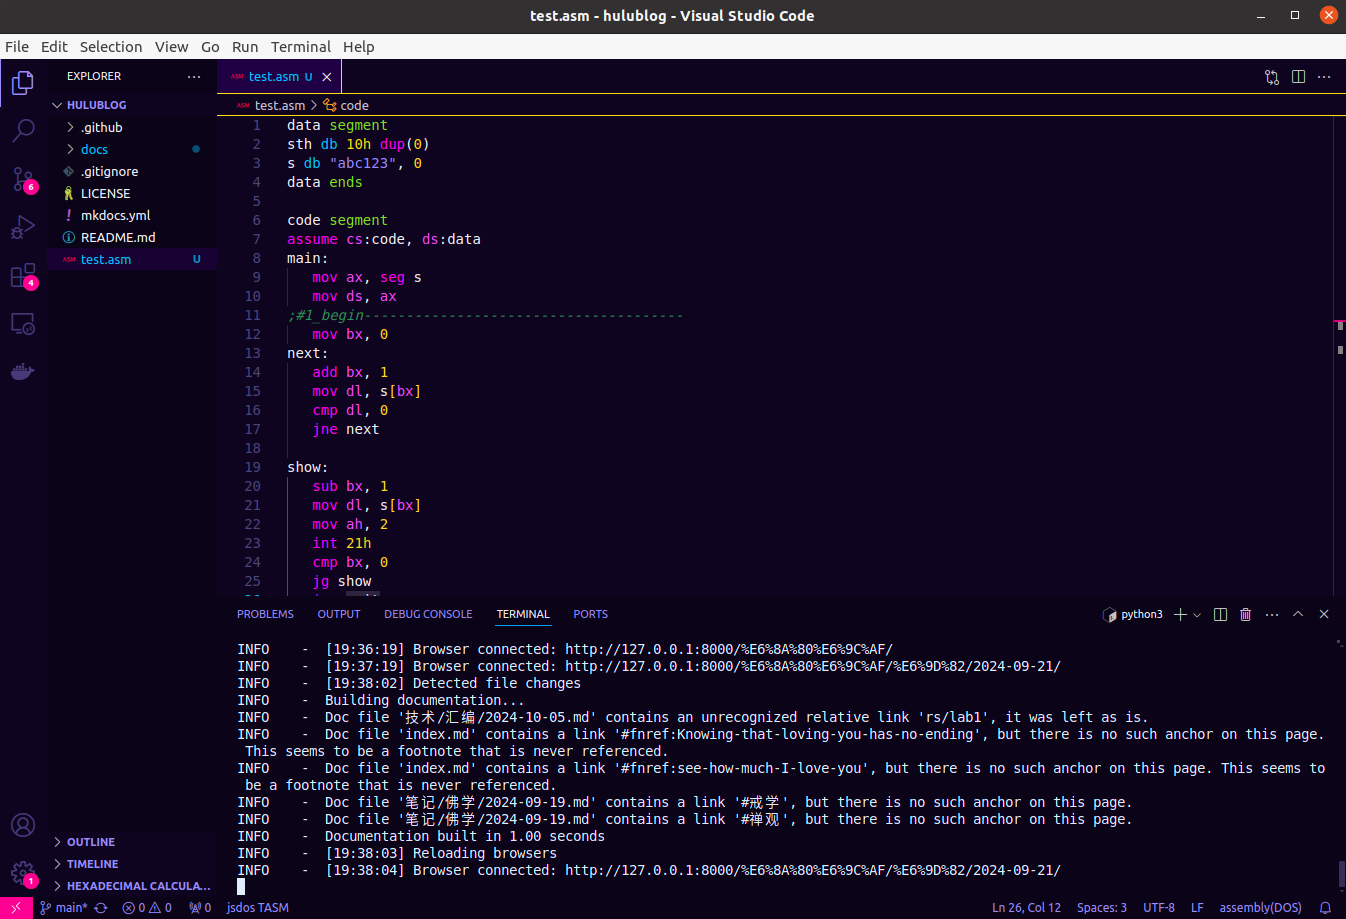 test.asm - hulublog - Visual Studio Code
File Edit Selection View Go Run Terminal Help
EXPLORER
ASM test.asm U
HULUBLOG
ASM test.asm > code
.github
docs
.gitignore
LICENSE
mkdocs.yml
README.md
ASM test.asm U
6
4
1 data segment
2 sth db 10h dup(0)
3 s db "abc123", 0
4 data ends
5
6 code segment
7 assume cs:code, ds:data
8 main:
9 mov ax, seg s
10 mov ds, ax
11 ;#1_begin--------------------------------------
12 mov bx, 0
13 next:
14 add bx, 1
15 mov dl, s[bx]
16 cmp dl, 0
17 jne next
18
19 show:
20 sub bx, 1
21 mov dl, s[bx]
22 mov ah, 2
23 int 21h
24 cmp bx, 0
25 jg show
PROBLEMS OUTPUT DEBUG CONSOLE TERMINAL PORTS
python3
INFO - [19:36:19] Browser connected: http://127.0.0.1:8000/%E6%8A%80%E6%9C%AF/
INFO - [19:37:19] Browser connected: http://127.0.0.1:8000/%E6%8A%80%E6%9C%AF/%E6%9D%82/2024-09-21/
INFO - [19:38:02] Detected file changes
INFO - Building documentation...
INFO - Doc file '技术/汇编/2024-10-05.md' contains an unrecognized relative link 'rs/lab1', it was left as is.
INFO - Doc file 'index.md' contains a link '#fnref:Knowing-that-loving-you-has-no-ending', but there is no such anchor on this page.
This seems to be a footnote that is never referenced.
INFO - Doc file 'index.md' contains a link '#fnref:see-how-much-I-love-you', but there is no such anchor on this page. This seems to
be a footnote that is never referenced.
INFO - Doc file '笔记/佛学/2024-09-19.md' contains a link '#戒学', but there is no such anchor on this page.
INFO - Doc file '笔记/佛学/2024-09-19.md' contains a link '#禅观', but there is no such anchor on this page.
INFO - Documentation built in 1.00 seconds
INFO - [19:38:03] Reloading browsers
INFO - [19:38:04] Browser connected: http://127.0.0.1:8000/%E6%8A%80%E6%9C%AF/%E6%9D%82/2024-09-21/
OUTLINE
TIMELINE
HEXADECIMAL CALCULA...
1
main* 0 0 0 jsdos TASM
Ln 26, Col 12 Spaces: 3 UTF-8 LF assembly(DOS)